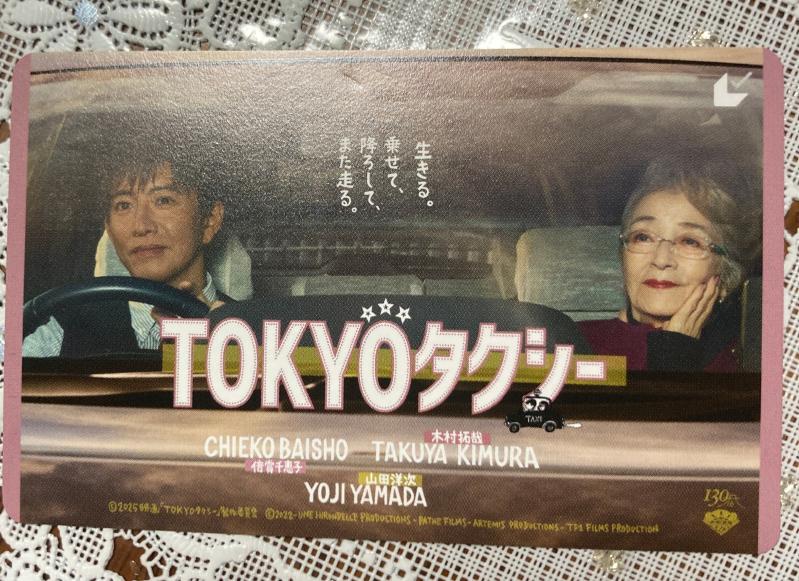 生きる。
乗せて、
降ろして、
また走る。
TOKYOタクシー
TAXI
CHIEKO BAISHO
倍賞千恵子
TAKUYA KIMURA
木村拓哉
YOJI YAMADA
山田洋次
130
©2025映画「TOKYOタクシー」製作委員会 ©2022 - UNE HIRONDELLE PRODUCTIONS - PATHE FILMS - ARTEMIS PRODUCTIONS - TF1 FILMS PRODUCTION